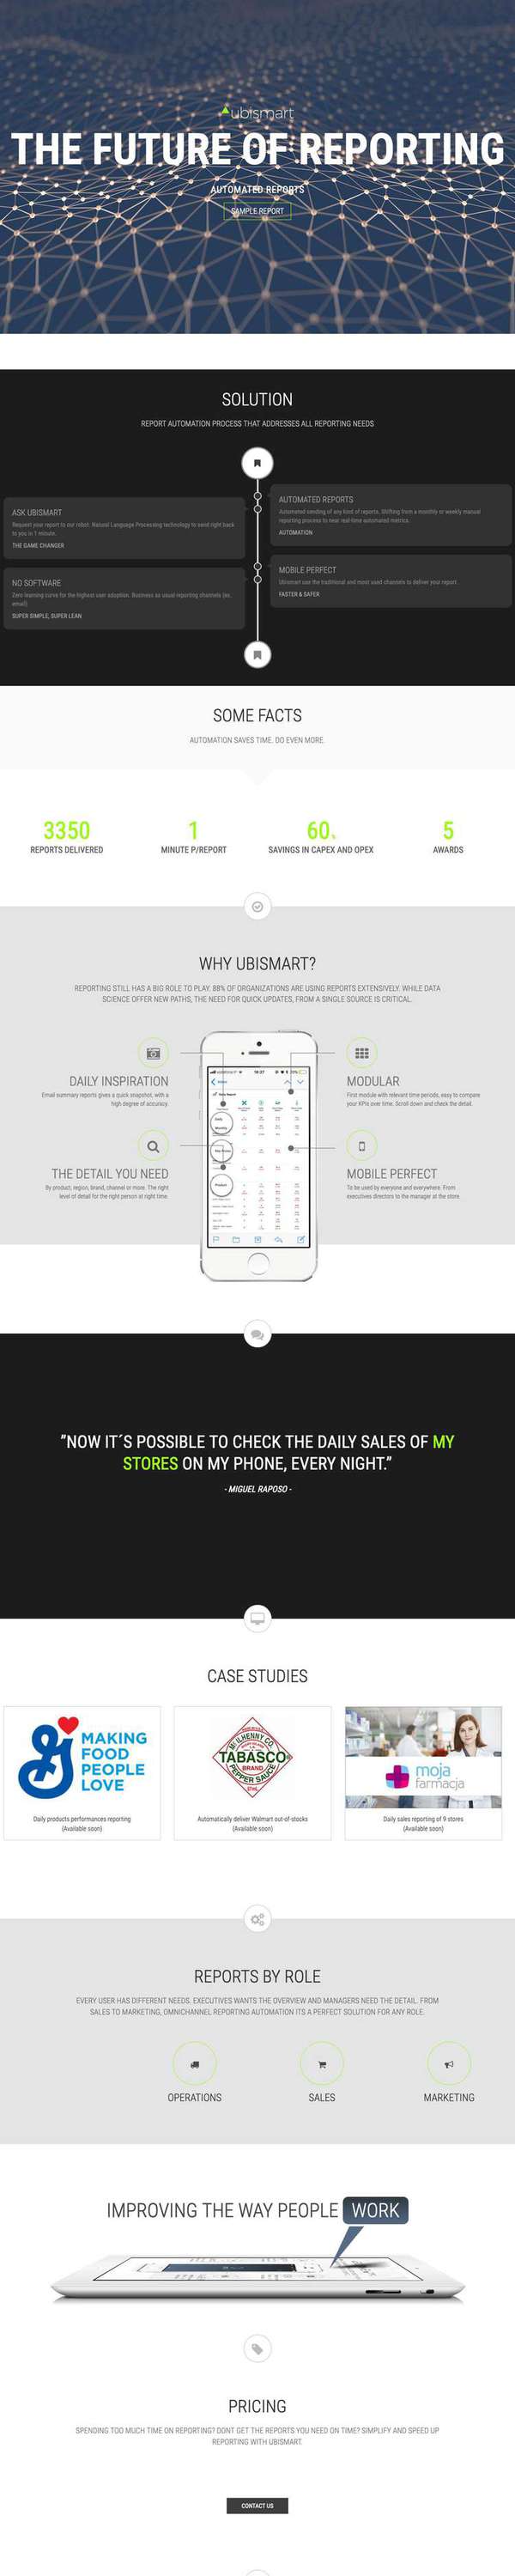 ubismart
THE FUTURE OF REPORTING
AUTOMATED REPORTS
SAMPLE REPORT
SOLUTION
REPORT AUTOMATION PROCESS THAT ADDRESSES ALL REPORTING NEEDS
AUTOMATED REPORTS
Automated sending of any kind of reports. Shifting from a monthly or weekly manual
reporting process to near real-time automated metrics.
AUTOMATION
ASK UBISMART
Request your report to our robot. Natural Language Processing technology to send right back
to you in 1 minute.
THE GAME CHANGER
MOBILE PERFECT
Ubismart use the traditional and most used channels to deliver your report.
FASTER & SAFER
NO SOFTWARE
Zero learning curve for the highest user adoption. Business as usual reporting channels (ex.
email)
SUPER SIMPLE, SUPER LEAN
SOME FACTS
AUTOMATION SAVES TIME. DO EVEN MORE.
3350
REPORTS DELIVERED
1
MINUTE P/REPORT
60.
SAVINGS IN CAPEX AND OPEX
5
AWARDS
WHY UBISMART?
REPORTING STILL HAS A BIG ROLE TO PLAY. 88% OF ORGANIZATIONS ARE USING REPORTS EXTENSIVELY. WHILE DATA
SCIENCE OFFER NEW PATHS, THE NEED FOR QUICK UPDATES, FROM A SINGLE SOURCE IS CRITICAL.
DAILY INSPIRATION
Email summary reports gives a quick snapshot, with a
high degree of accuracy.
THE DETAIL YOU NEED
By product, region, brand, channel or more. The right
level of detail for the right person at right time.
MODULAR
First module with relevant time periods, easy to compare
your KPIs over time. Scroll down and check the detail.
MOBILE PERFECT
To be used by everyone and everywhere. From
executives directors to the manager at the store.
"NOW IT´S POSSIBLE TO CHECK THE DAILY SALES OF MY
STORES ON MY PHONE, EVERY NIGHT."
- MIGUEL RAPOSO -
CASE STUDIES
MAKING
FOOD
PEOPLE
LOVE
Daily products performances reporting
(Available soon)
McILHENNY CO.
TABASCO
BRAND
PEPPER SAUCE
Automatically deliver Walmart out-of-stocks
(Available soon)
moja
farmacja
Daily sales reporting of 9 stores
(Available soon)
REPORTS BY ROLE
EVERY USER HAS DIFFERENT NEEDS. EXECUTIVES WANTS THE OVERVIEW AND MANAGERS NEED THE DETAIL. FROM
SALES TO MARKETING, OMNICHANNEL REPORTING AUTOMATION ITS A PERFECT SOLUTION FOR ANY ROLE.
OPERATIONS
SALES
MARKETING
IMPROVING THE WAY PEOPLE WORK
PRICING
SPENDING TOO MUCH TIME ON REPORTING? DONT GET THE REPORTS YOU NEED ON TIME? SIMPLIFY AND SPEED UP
REPORTING WITH UBISMART.
CONTACT US